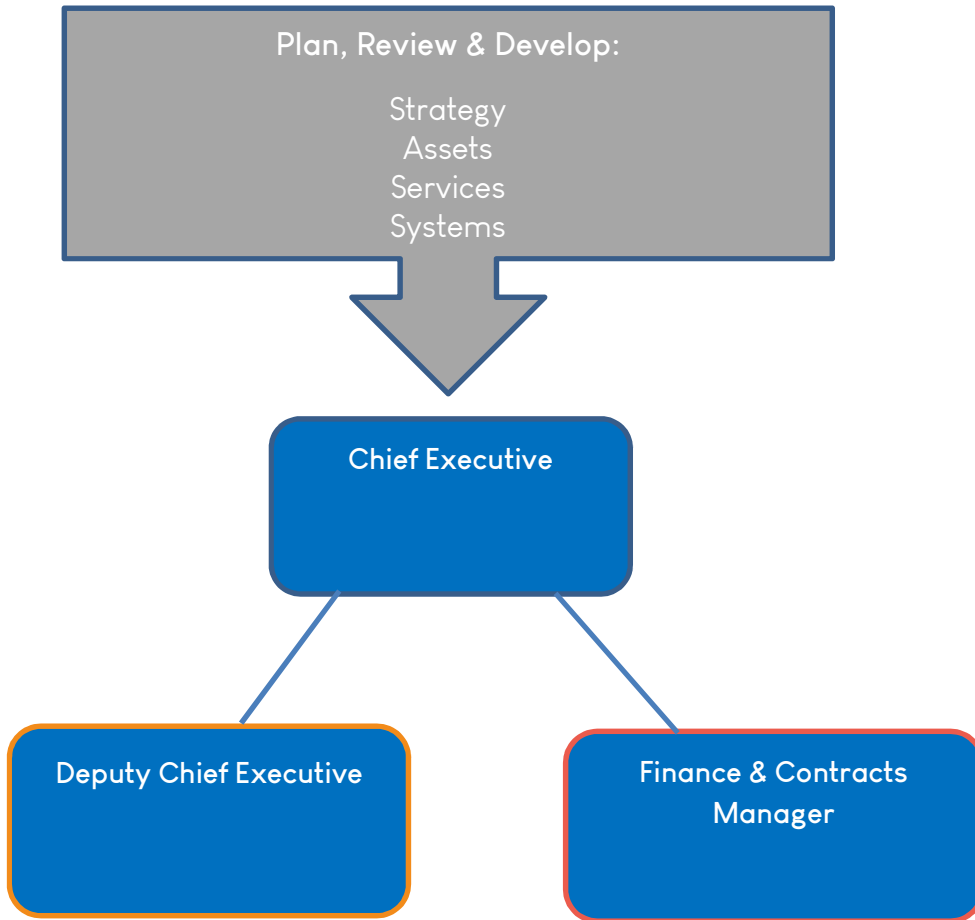 Plan, Review & Develop:
Strategy
Assets
Services
Systems
Chief Executive
Deputy Chief Executive
Finance & Contracts
Manager